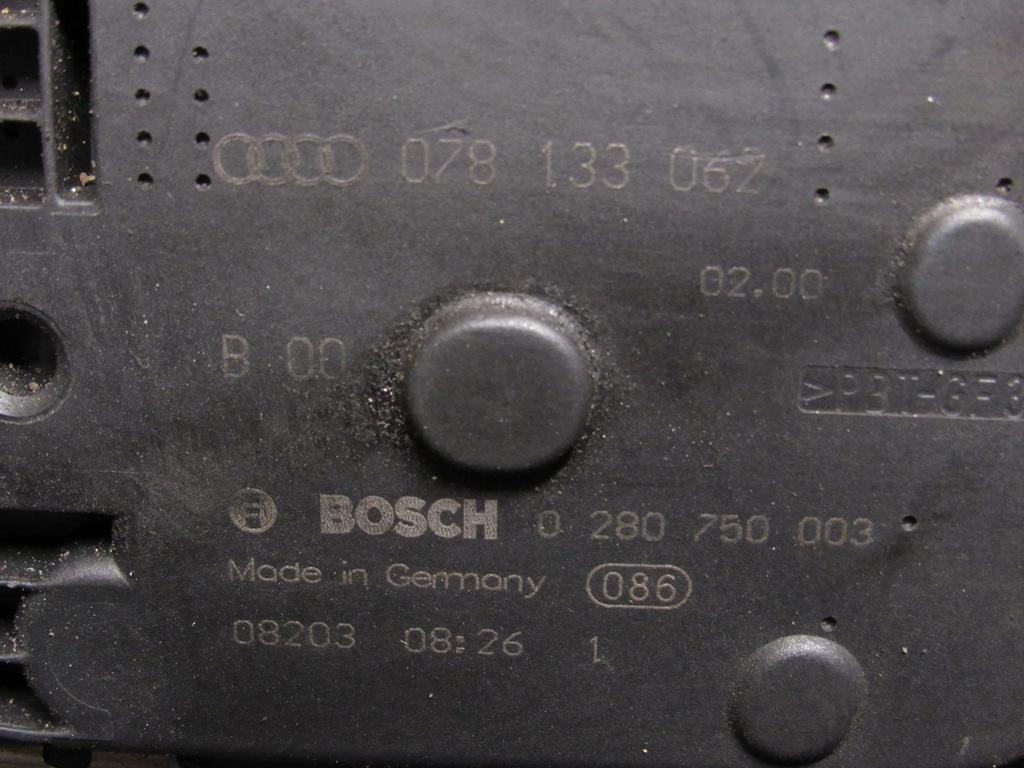 078 133 062
02.00
B 00
>PBT-GF3
BOSCH 0 280 750 003
Made in Germany 086
08203 08:26 1